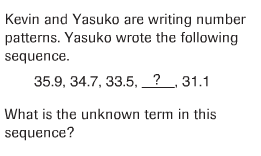 Kevin and Yasuko are writing number
patterns. Yasuko wrote the following
sequence.
35.9, 34.7, 33.5, ?, 31.1
What is the unknown term in this
sequence?